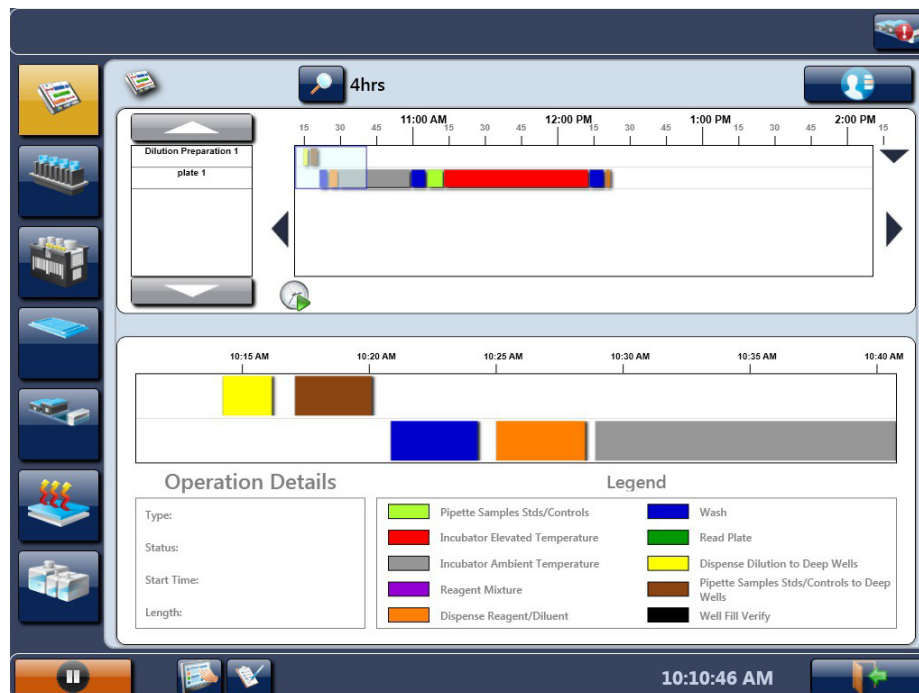 4hrs
15 30 45 11:00 AM 15 30 45 12:00 PM 15 30 45 1:00 PM 15 30 45 2:00 PM 15
Dilution Preparation 1
plate 1
10:15 AM 10:20 AM 10:25 AM 10:30 AM 10:35 AM 10:40 AM
Operation Details
Type:
Status:
Start Time:
Length:
Legend
Pipette Samples Stds/Controls
Incubator Elevated Temperature
Incubator Ambient Temperature
Reagent Mixture
Dispense Reagent/Diluent
Wash
Read Plate
Dispense Dilution to Deep Wells
Pipette Samples Stds/Controls to Deep
Wells
Well Fill Verify
10:10:46 AM